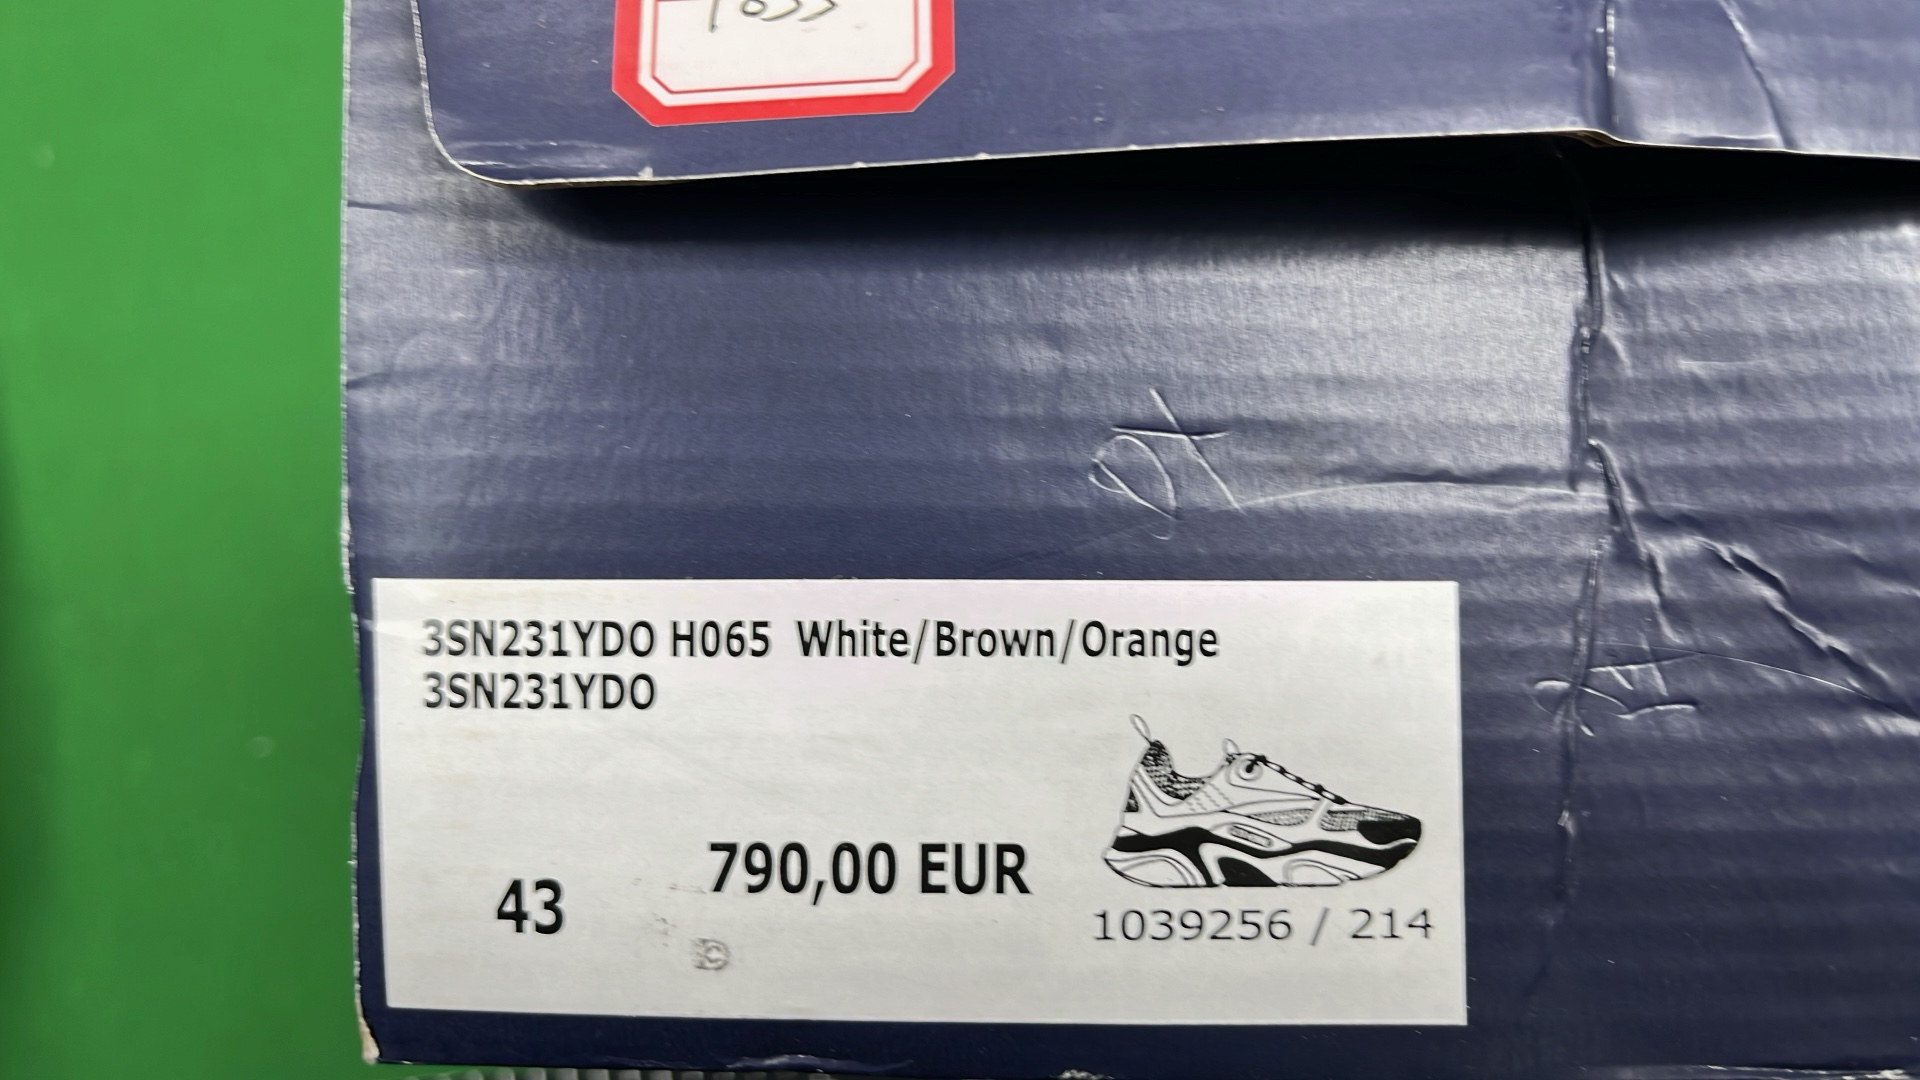 3SN231YDO H065 White/Brown/Orange
3SN231YDO
790,00 EUR
43
1039256 / 214